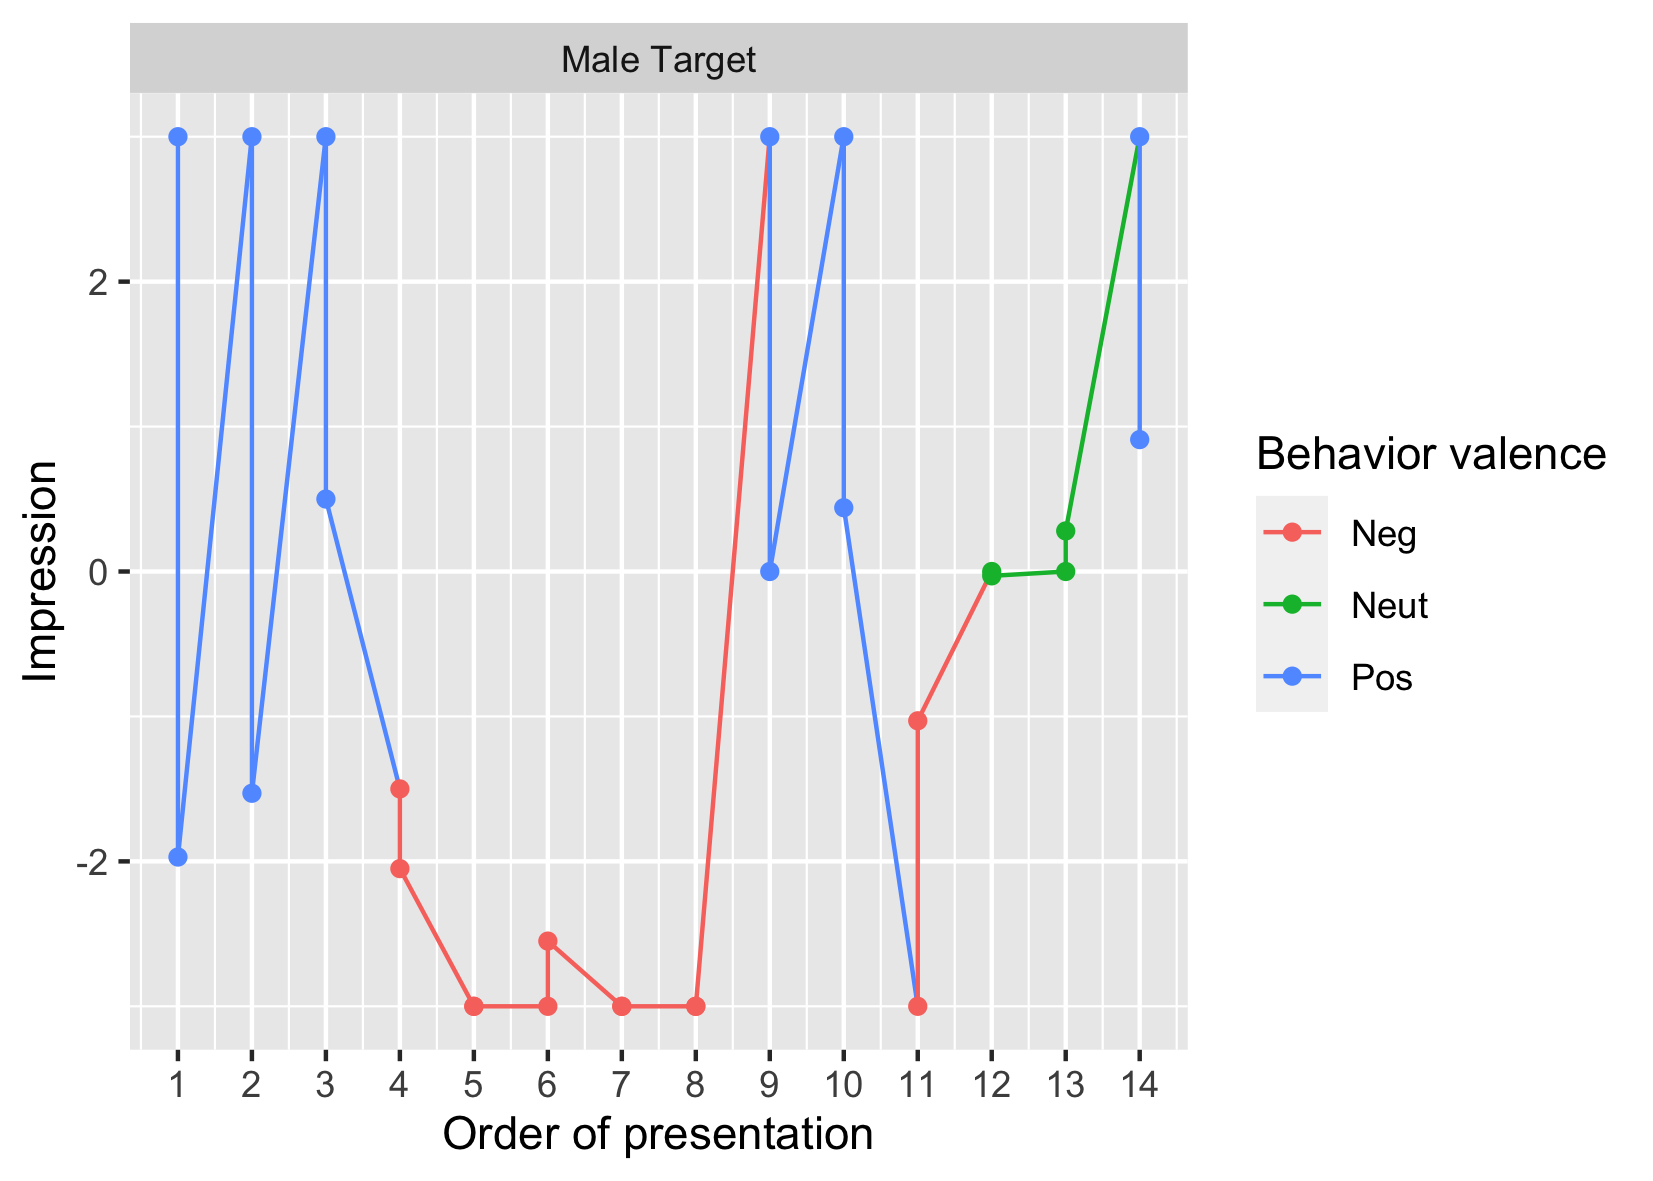 Male Target
Impression
2
0
-2
1 2 3 4 5 6 7 8 9 10 11 12 13 14
Order of presentation
Behavior valence
Neg
Neut
Pos